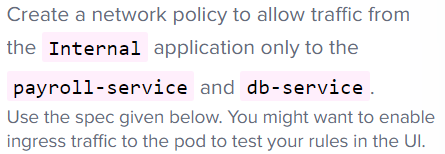 Create a network policy to allow traffic from
the Internal application only to the
payroll-service and db-service.
Use the spec given below. You might want to enable
ingress traffic to the pod to test your rules in the UI.